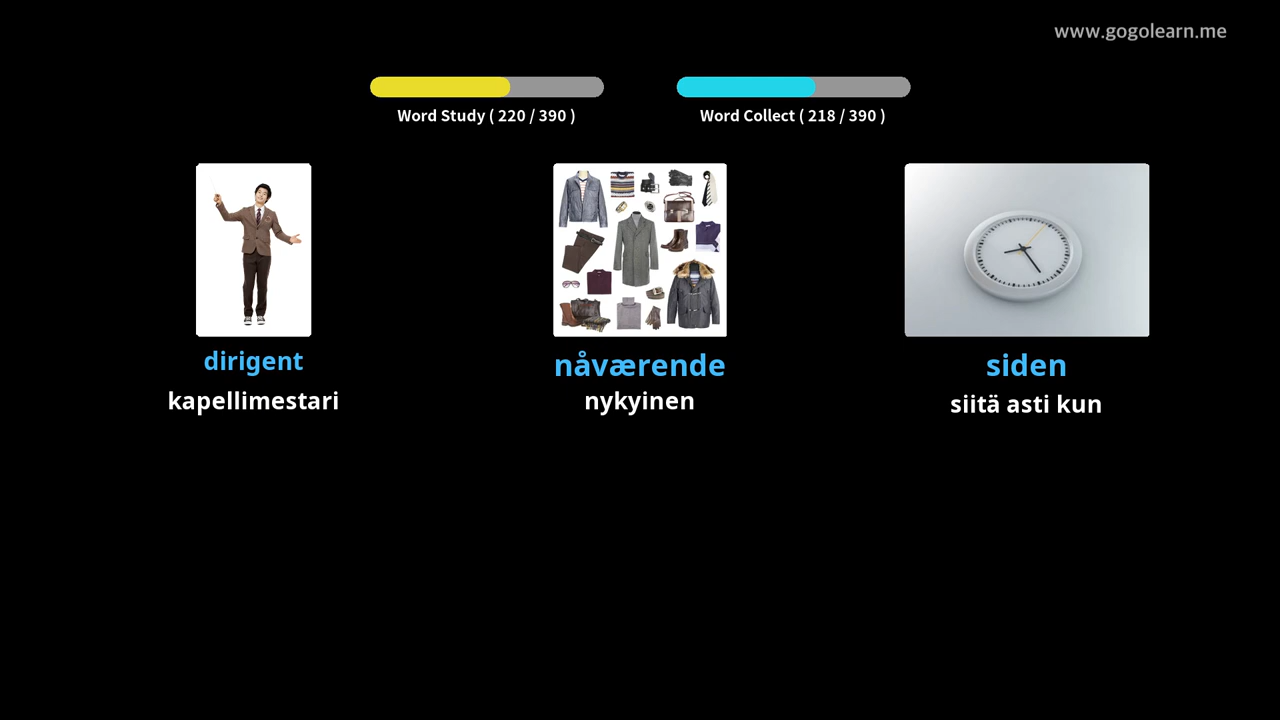 www.gogolearn.me
Word Study ( 220 / 390 )
Word Collect ( 218 / 390 )
dirigent
kapellimestari
nåværende
nykyinen
siden
siitä asti kun